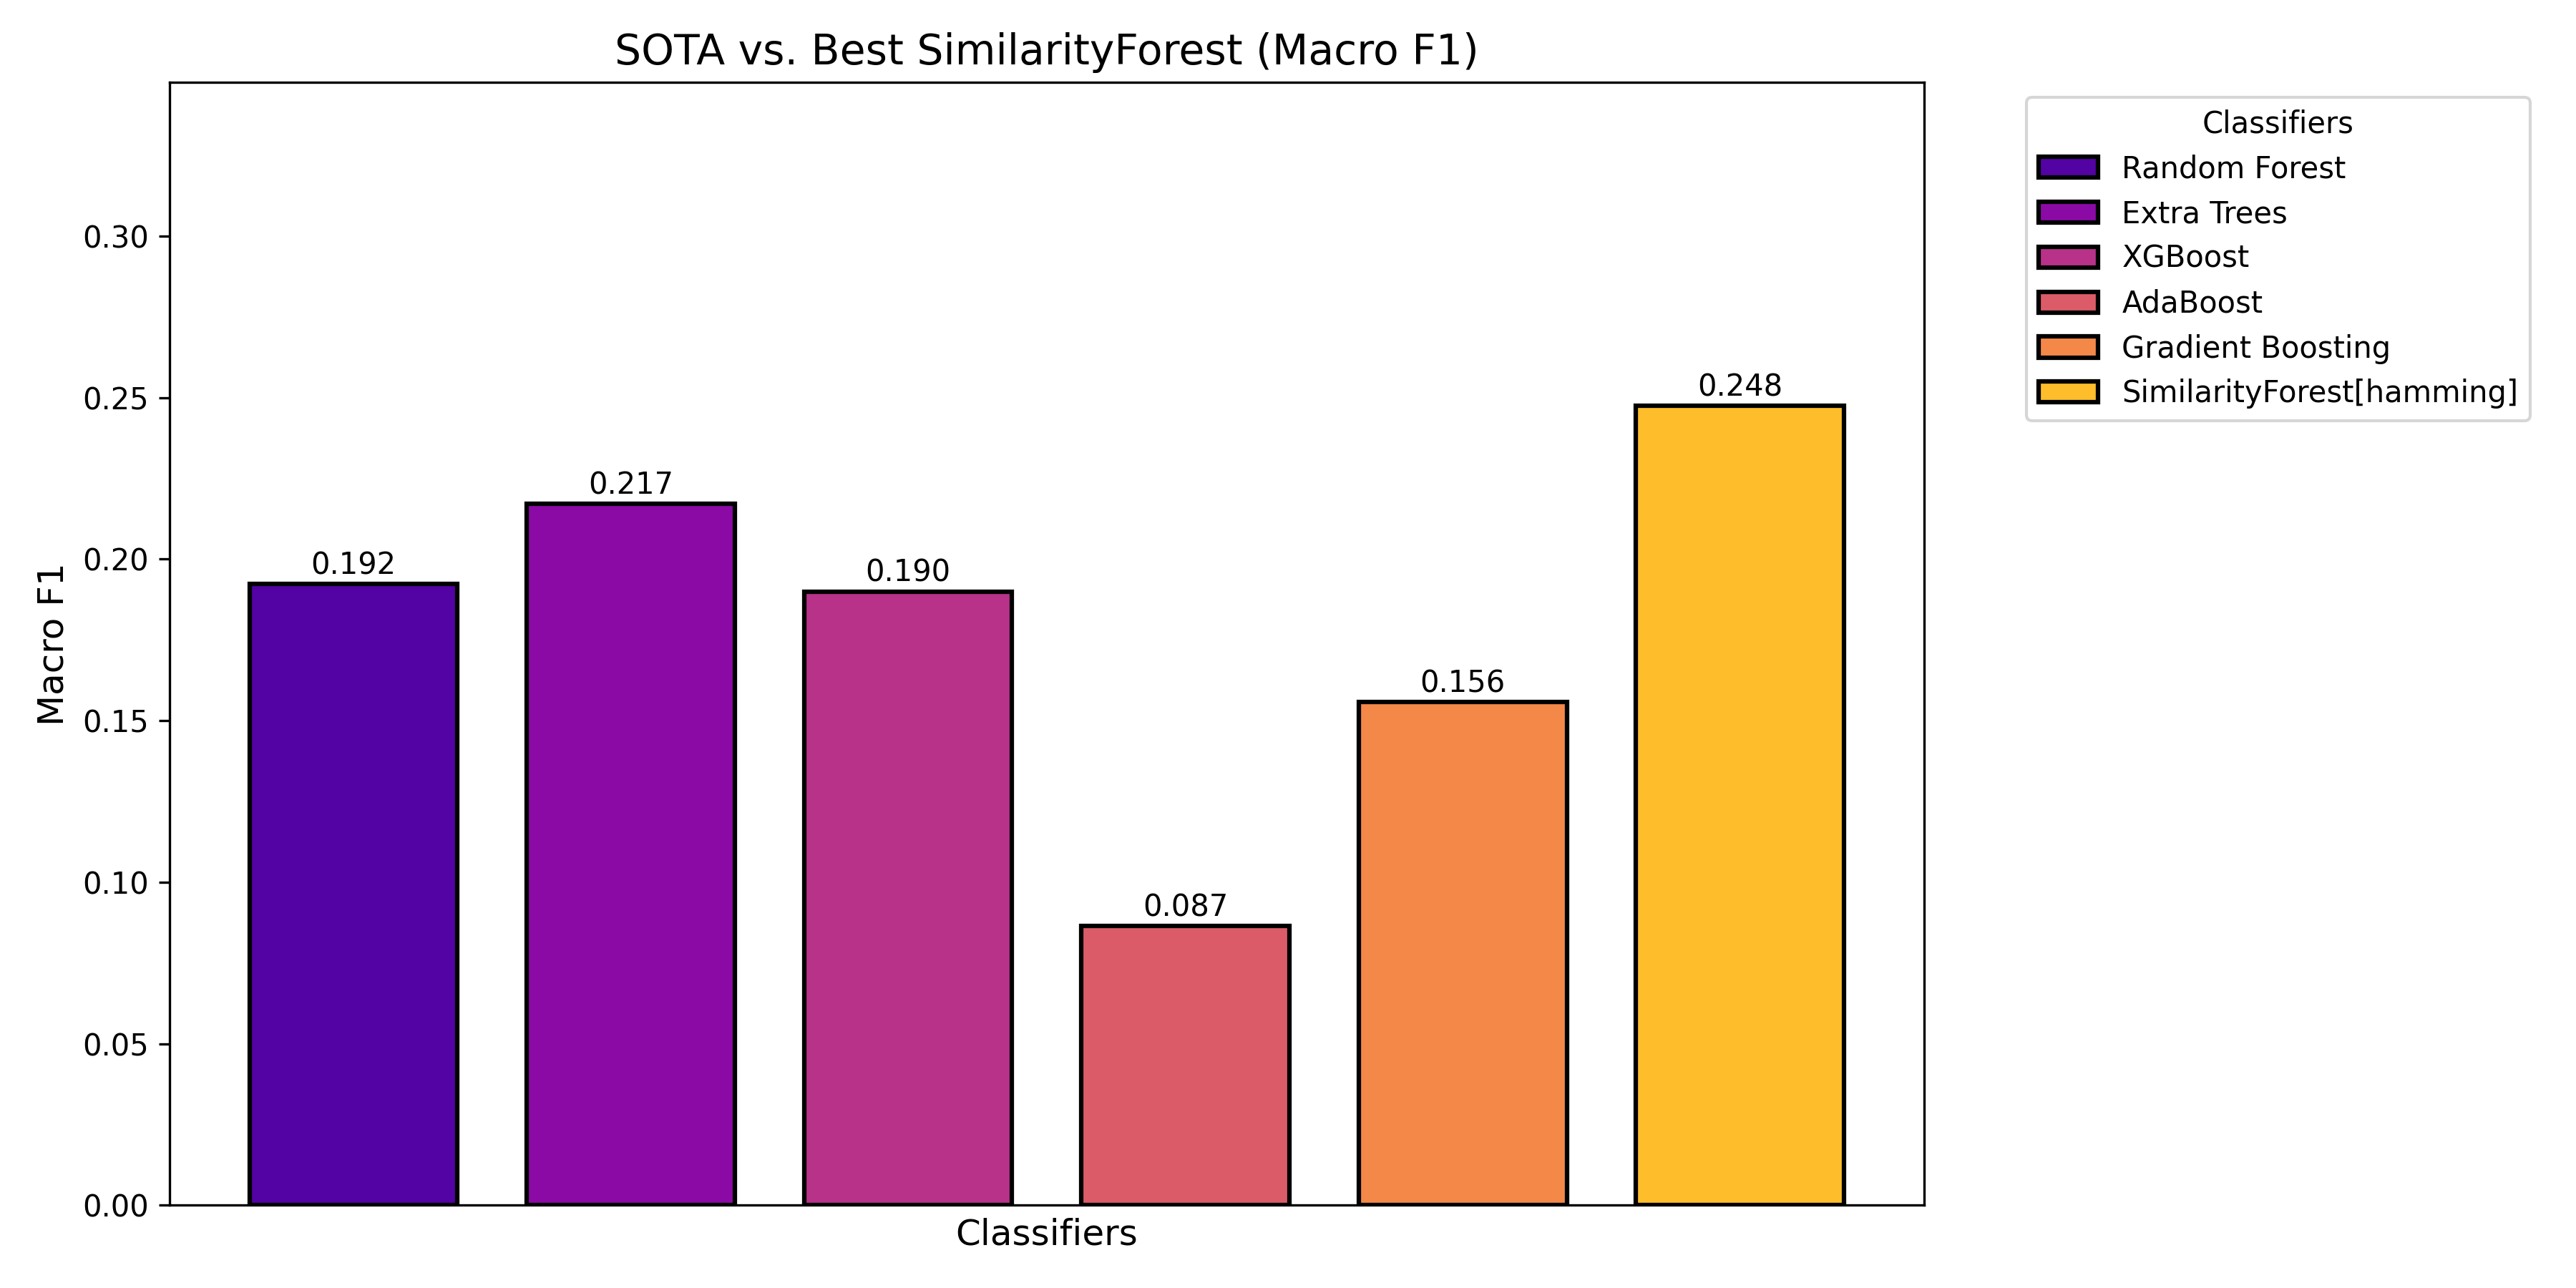 SOTA vs. Best SimilarityForest (Macro F1)
Macro F1
0.30
0.25
0.20
0.15
0.10
0.05
0.00
0.192
0.217
0.190
0.087
0.156
0.248
Classifiers
Classifiers
Random Forest
Extra Trees
XGBoost
AdaBoost
Gradient Boosting
SimilarityForest[hamming]